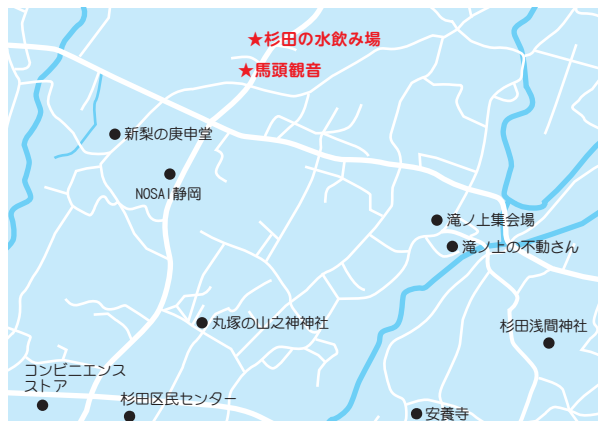 ★杉田の水飲み場
★馬頭観音
新梨の庚申堂
NOSAI静岡
滝ノ上集会場
滝ノ上の不動さん
丸塚の山之神神社
杉田浅間神社
コンビニエンス
ストア
杉田区民センター
安養寺